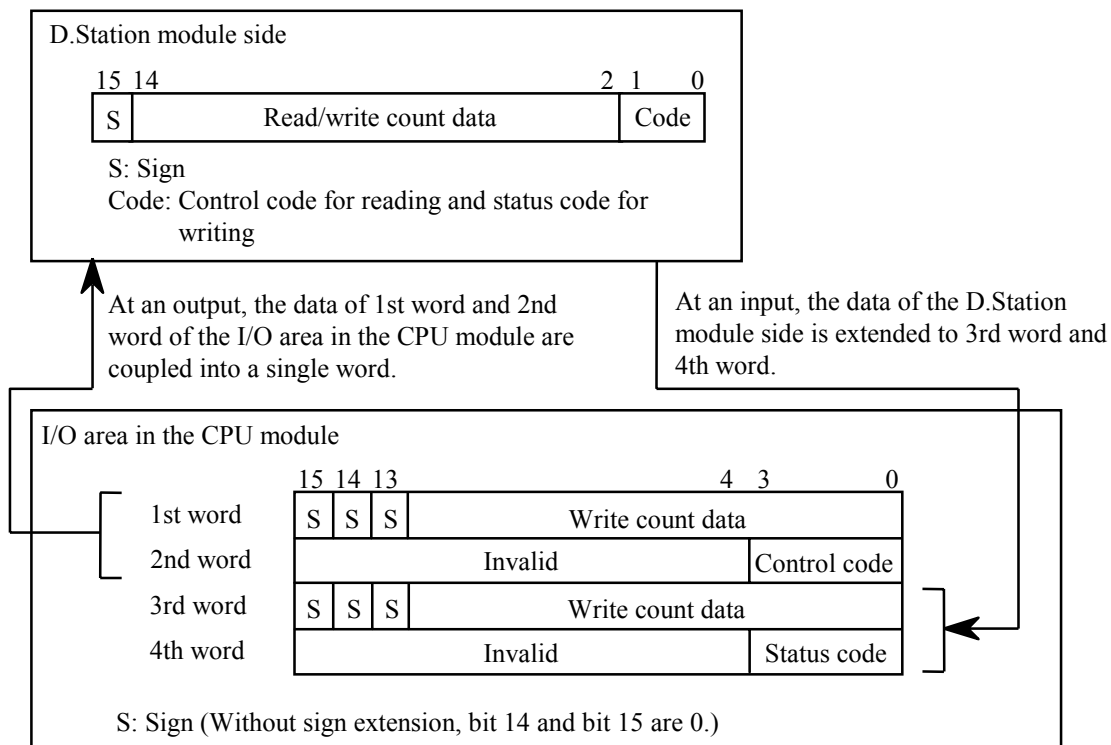 D.Station module side
15 14 2 1 0
S Read/write count data Code
S: Sign
Code: Control code for reading and status code for
writing
At an output, the data of 1st word and 2nd
word of the I/O area in the CPU module are
coupled into a single word.
At an input, the data of the D.Station
module side is extended to 3rd word and
4th word.
I/O area in the CPU module
15 14 13 4 3 0
1st word S S S Write count data
2nd word Invalid Control code
3rd word S S S Write count data
4th word Invalid Status code
S: Sign (Without sign extension, bit 14 and bit 15 are 0.)